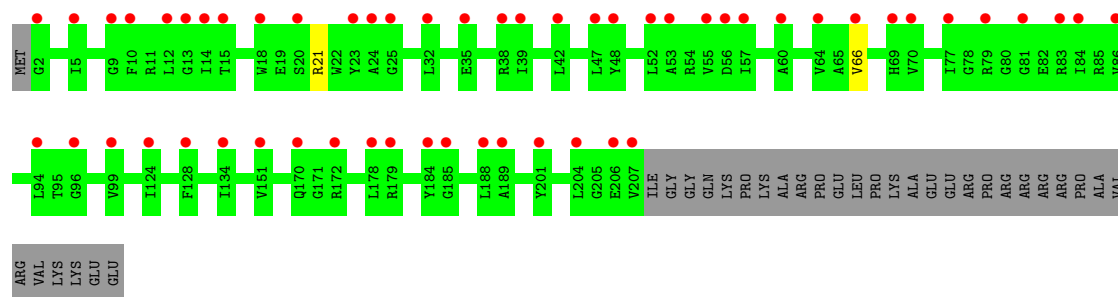 MET G2 I5 G9 F10 R11 L12 G13 I14 T15 W18 E19 S20 R21 W22 Y23 A24 G25 L32 E35 R38 I39 L42 L47 Y48 L52 A53 R54 V55 D56 I57 A60 V64 A65 V66 H69 V70 I77 G78 R79 G80 G81 E82 R83 I84 R85 V86
L94 T95 G96 V99 I124 F128 I134 V151 Q170 G171 R172 L178 R179 Y184 G185 L188 A189 Y201 L204 G205 E206 V207 ILE GLY GLY GLN LYS PRO LYS ALA ARG PRO GLU LEU PRO LYS ALA GLU GLU ARG PRO ARG ARG ARG ARG PRO ALA VAL
ARG VAL LYS LYS GLU GLU